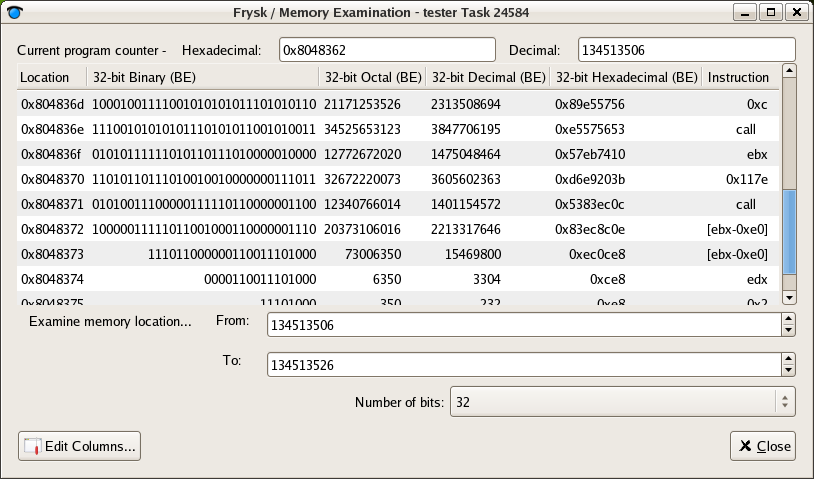 Frysk / Memory Examination - tester Task 24584
Current program counter - Hexadecimal: 0x8048362 Decimal: 134513506
Location 32-bit Binary (BE) 32-bit Octal (BE) 32-bit Decimal (BE) 32-bit Hexadecimal (BE) Instruction
0x804836d 10001001111001010101011101010110 21171253526 2313508694 0x89e55756 0xc
0x804836e 11100101010101110101011001010011 34525653123 3847706195 0xe5575653 call
0x804836f 01010111111010110111010000010000 12772672020 1475048464 0x57eb7410 ebx
0x8048370 11010110111010010010000000111011 32672220073 3605602363 0xd6e9203b 0x117e
0x8048371 01010011100000111110110000001100 12340766014 1401154572 0x5383ec0c call
0x8048372 10000011111011001000110000001110 20373106016 2213317646 0x83ec8c0e [ebx-0xe0]
0x8048373 111011000000110011101000 73006350 15469800 0xec0ce8 [ebx-0xe0]
0x8048374 0000110011101000 6350 3304 0xce8 edx
0x8048375 11101000 350 232 0xe8 0x2
Examine memory location... From: 134513506
To: 134513526
Number of bits: 32
Edit Columns... Close